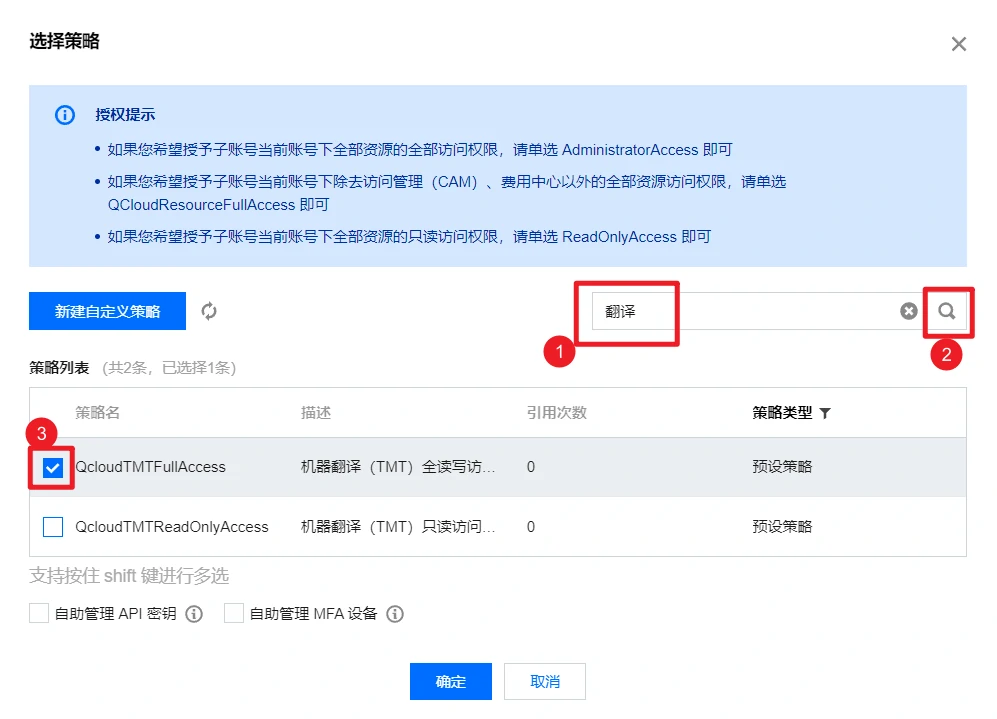 选择策略
授权提示
• 如果您希望授予子账号当前账号下全部资源的全部访问权限，请单选 AdministratorAccess 即可
• 如果您希望授予子账号当前账号下除去访问管理（CAM）、费用中心以外的全部资源访问权限，请单选
QCloudResourceFullAccess 即可
• 如果您希望授予子账号当前账号下全部资源的只读访问权限，请单选 ReadOnlyAccess 即可
新建自定义策略 翻译
1 2
策略列表 （共2条，已选择1条）
策略名 描述 引用次数 策略类型
3
QcloudTMTFullAccess 机器翻译（TMT）全读写访... 0 预设策略
QcloudTMTReadOnlyAccess 机器翻译（TMT）只读访问... 0 预设策略
支持按住 shift 键进行多选
自助管理 API 密钥 自助管理 MFA 设备
确定 取消